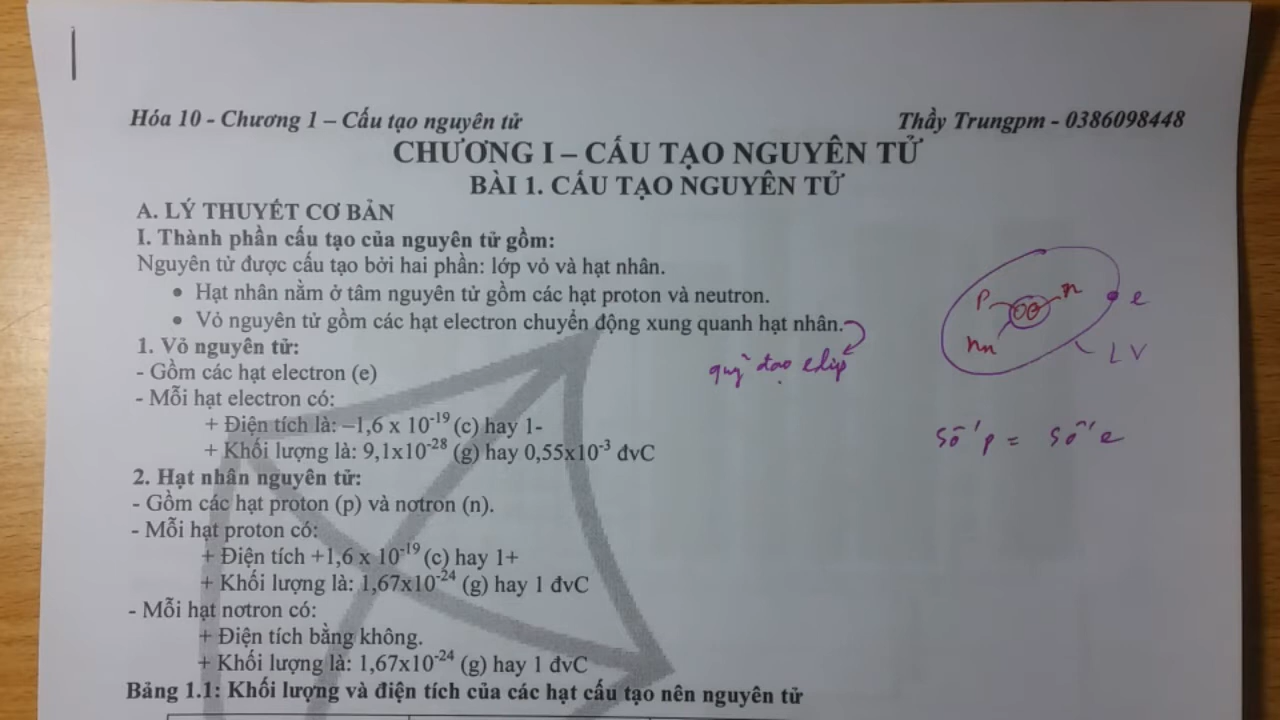 Hóa 10 - Chương 1 – Cấu tạo nguyên tử
Thầy Trungpm - 0386098448
CHƯƠNG I – CẤU TẠO NGUYÊN TỬ
BÀI 1. CẤU TẠO NGUYÊN TỬ
A. LÝ THUYẾT CƠ BẢN
I. Thành phần cấu tạo của nguyên tử gồm:
Nguyên tử được cấu tạo bởi hai phần: lớp vỏ và hạt nhân.
• Hạt nhân nằm ở tâm nguyên tử gồm các hạt proton và neutron.
• Vỏ nguyên tử gồm các hạt electron chuyển động xung quanh hạt nhân.
quỹ đạo elip
P
n
e
hn
LV
số p = số e
1. Vỏ nguyên tử:
- Gồm các hạt electron (e)
- Mỗi hạt electron có:
+ Điện tích là: –1,6 x 10⁻¹⁹ (c) hay 1-
+ Khối lượng là: 9,1x10⁻²⁸ (g) hay 0,55x10⁻³ đvC
2. Hạt nhân nguyên tử:
- Gồm các hạt proton (p) và nơtron (n).
- Mỗi hạt proton có:
+ Điện tích +1,6 x 10⁻¹⁹ (c) hay 1+
+ Khối lượng là: 1,67x10⁻²⁴ (g) hay 1 đvC
- Mỗi hạt nơtron có:
+ Điện tích bằng không.
+ Khối lượng là: 1,67x10⁻²⁴ (g) hay 1 đvC
Bảng 1.1: Khối lượng và điện tích của các hạt cấu tạo nên nguyên tử